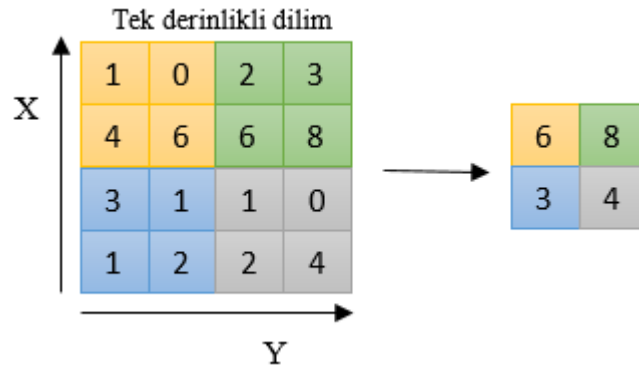 Tek derinlikli dilim
X
1 0 2 3
4 6 6 8
3 1 1 0
1 2 2 4
Y
6 8
3 4